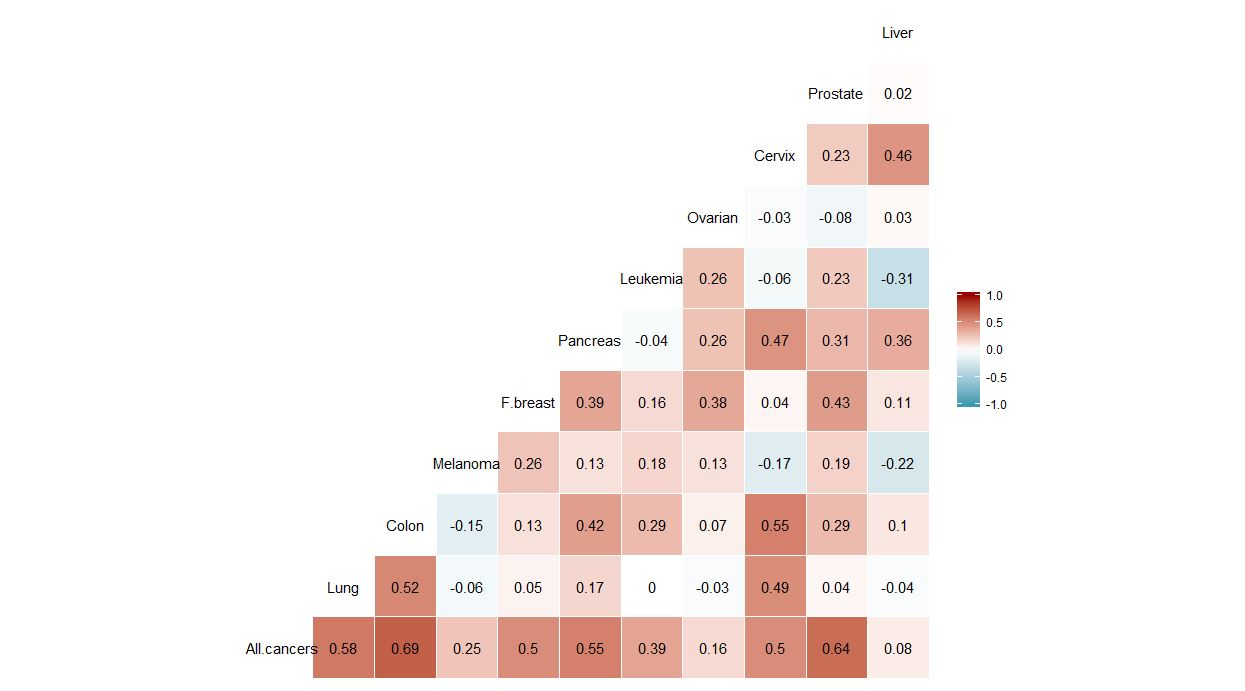 Liver
Prostate 0.02
Cervix 0.23 0.46
Ovarian -0.03 -0.08 0.03
Leukemia 0.26 -0.06 0.23 -0.31
1.0
0.5
Pancreas -0.04 0.26 0.47 0.31 0.36
0.0
-0.5
F.breast 0.39 0.16 0.38 0.04 0.43 0.11
-1.0
Melanoma 0.26 0.13 0.18 0.13 -0.17 0.19 -0.22
Colon -0.15 0.13 0.42 0.29 0.07 0.55 0.29 0.1
Lung 0.52 -0.06 0.05 0.17 0 -0.03 0.49 0.04 -0.04
All.cancers 0.58 0.69 0.25 0.5 0.55 0.39 0.16 0.5 0.64 0.08